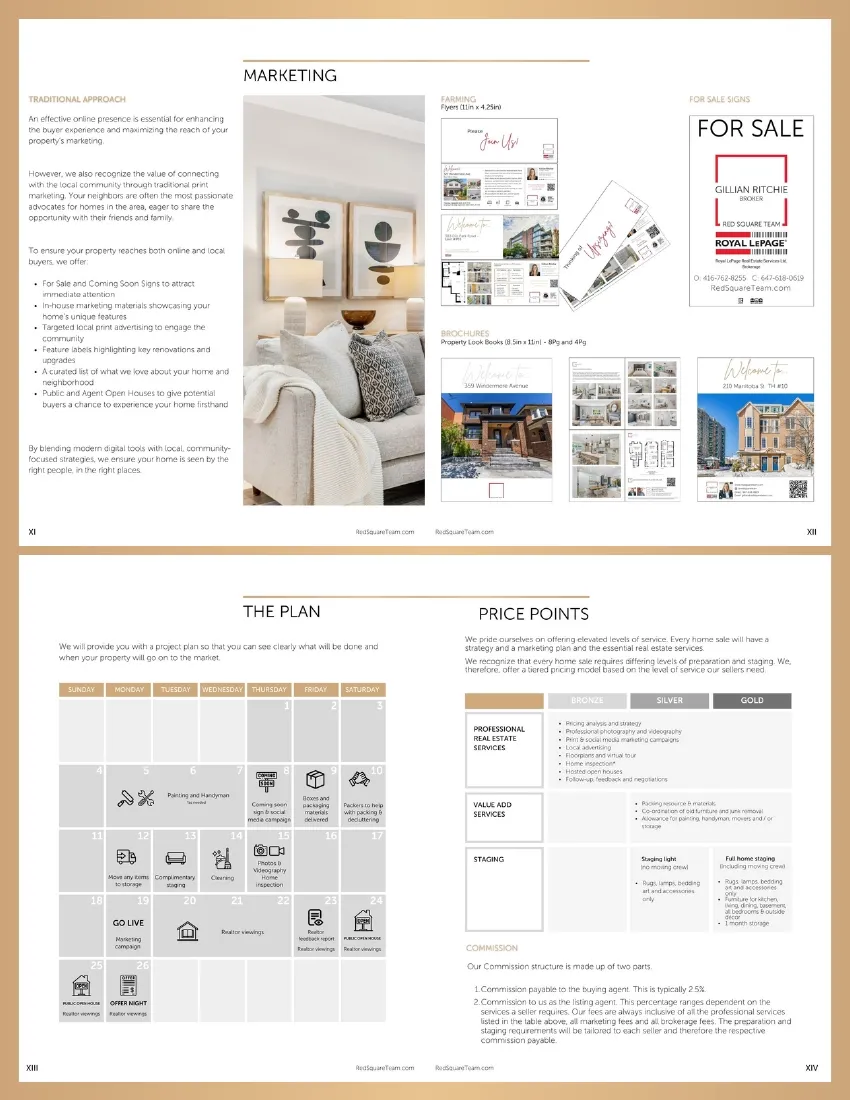 MARKETING
TRADITIONAL APPROACH
An effective online presence is essential for enhancing
the buyer experience and maximizing the reach of your
property's marketing.
However, we also recognize the value of connecting
with the local community through traditional print
marketing. Your neighbors are often the most passionate
advocates for homes in the area, eager to share the
opportunity with their friends and family.
To ensure your property reaches both online and local
buyers, we offer:
• For Sale and Coming Soon Signs to attract
immediate attention
• In-house marketing materials showcasing your
home's unique features
• Targeted local print advertising to engage the
community
• Feature labels highlighting key renovations and
upgrades
• A curated list of what we love about your home and
neighborhood
• Public and Agent Open Houses to give potential
buyers a chance to experience your home firsthand
By blending modern digital tools with local, community-
focused strategies, we ensure your home is seen by the
right people, in the right places.
FARMING
Flyers (11in x 4.25in)
Please
Join Us!
Welcome
Welcome to...
Thinking of
Upsizing?
BROCHURES
Property Look Books (8.5in x 11in) - 8Pg and 4Pg
Welcome to...
359 Windermere Avenue
Welcome to...
210 Manitoba St. TH #10
FOR SALE SIGNS
FOR SALE
GILLIAN RITCHIE
BROKER
RED SQUARE TEAM
ROYAL LEPAGE
Royal LePage Real Estate Services Ltd,
Brokerage
O: 416-762-8255 C: 647-618-0619
RedSquareTeam.com
XI
RedSquareTeam.com
RedSquareTeam.com
XII
THE PLAN
We will provide you with a project plan so that you can see clearly what will be done and
when your property will go on to the market.
SUNDAY MONDAY TUESDAY WEDNESDAY THURSDAY FRIDAY SATURDAY
1 2 3
4 5 6 7 8 9 10
Painting and Handyman
If needed
COMING SOON
Coming soon
sign & social
media campaign
Boxes and
packaging
materials
delivered
Packers to help
with packing &
decluttering
11 12 13 14 15 16 17
Move any items
to storage
Complimentary
staging
Cleaning
Photos &
Videography
Home
inspection
18 19 20 21 22 23 24
GO LIVE
Marketing
campaign
Realtor viewings
Realtor
feedback report
Realtor viewings
OPEN
PUBLIC OPEN HOUSE
Realtor viewings
25 26
OPEN
PUBLIC OPEN HOUSE
Realtor viewings
OFFER
OFFER NIGHT
Realtor viewings
PRICE POINTS
We pride ourselves on offering elevated levels of service. Every home sale will have a
strategy and a marketing plan and the essential real estate services.
We recognize that every home sale requires differing levels of preparation and staging. We,
therefore, offer a tiered pricing model based on the level of service our sellers need.
BRONZE SILVER GOLD
PROFESSIONAL
REAL ESTATE
SERVICES
• Pricing analysis and strategy
• Professional photography and videography
• Print & social media marketing campaigns
• Local advertising
• Floorplans and virtual tour
• Home inspection*
• Hosted open houses
• Follow-up, feedback and negotiations
VALUE ADD
SERVICES
• Packing resource & materials
• Co-ordination of old furniture and junk removal
• Allowance for painting, handyman, movers and / or
storage
STAGING
Staging light
(no moving crew)
• Rugs, lamps, bedding
art and accessories
only
Full home staging
(Including moving crew)
• Rugs, lamps, bedding
art and accessories
only
• Furniture for kitchen,
living, dining, basement,
all bedrooms & outside
decor
• 1 month storage
COMMISSION
Our Commission structure is made up of two parts.
1. Commission payable to the buying agent. This is typically 2.5%.
2. Commission to us as the listing agent. This percentage ranges dependent on the
services a seller requires. Our fees are always inclusive of all the professional services
listed in the table above, all marketing fees and all brokerage fees. The preparation and
staging requirements will be tailored to each seller and therefore the respective
commission payable.
XIII
RedSquareTeam.com
RedSquareTeam.com
XIV